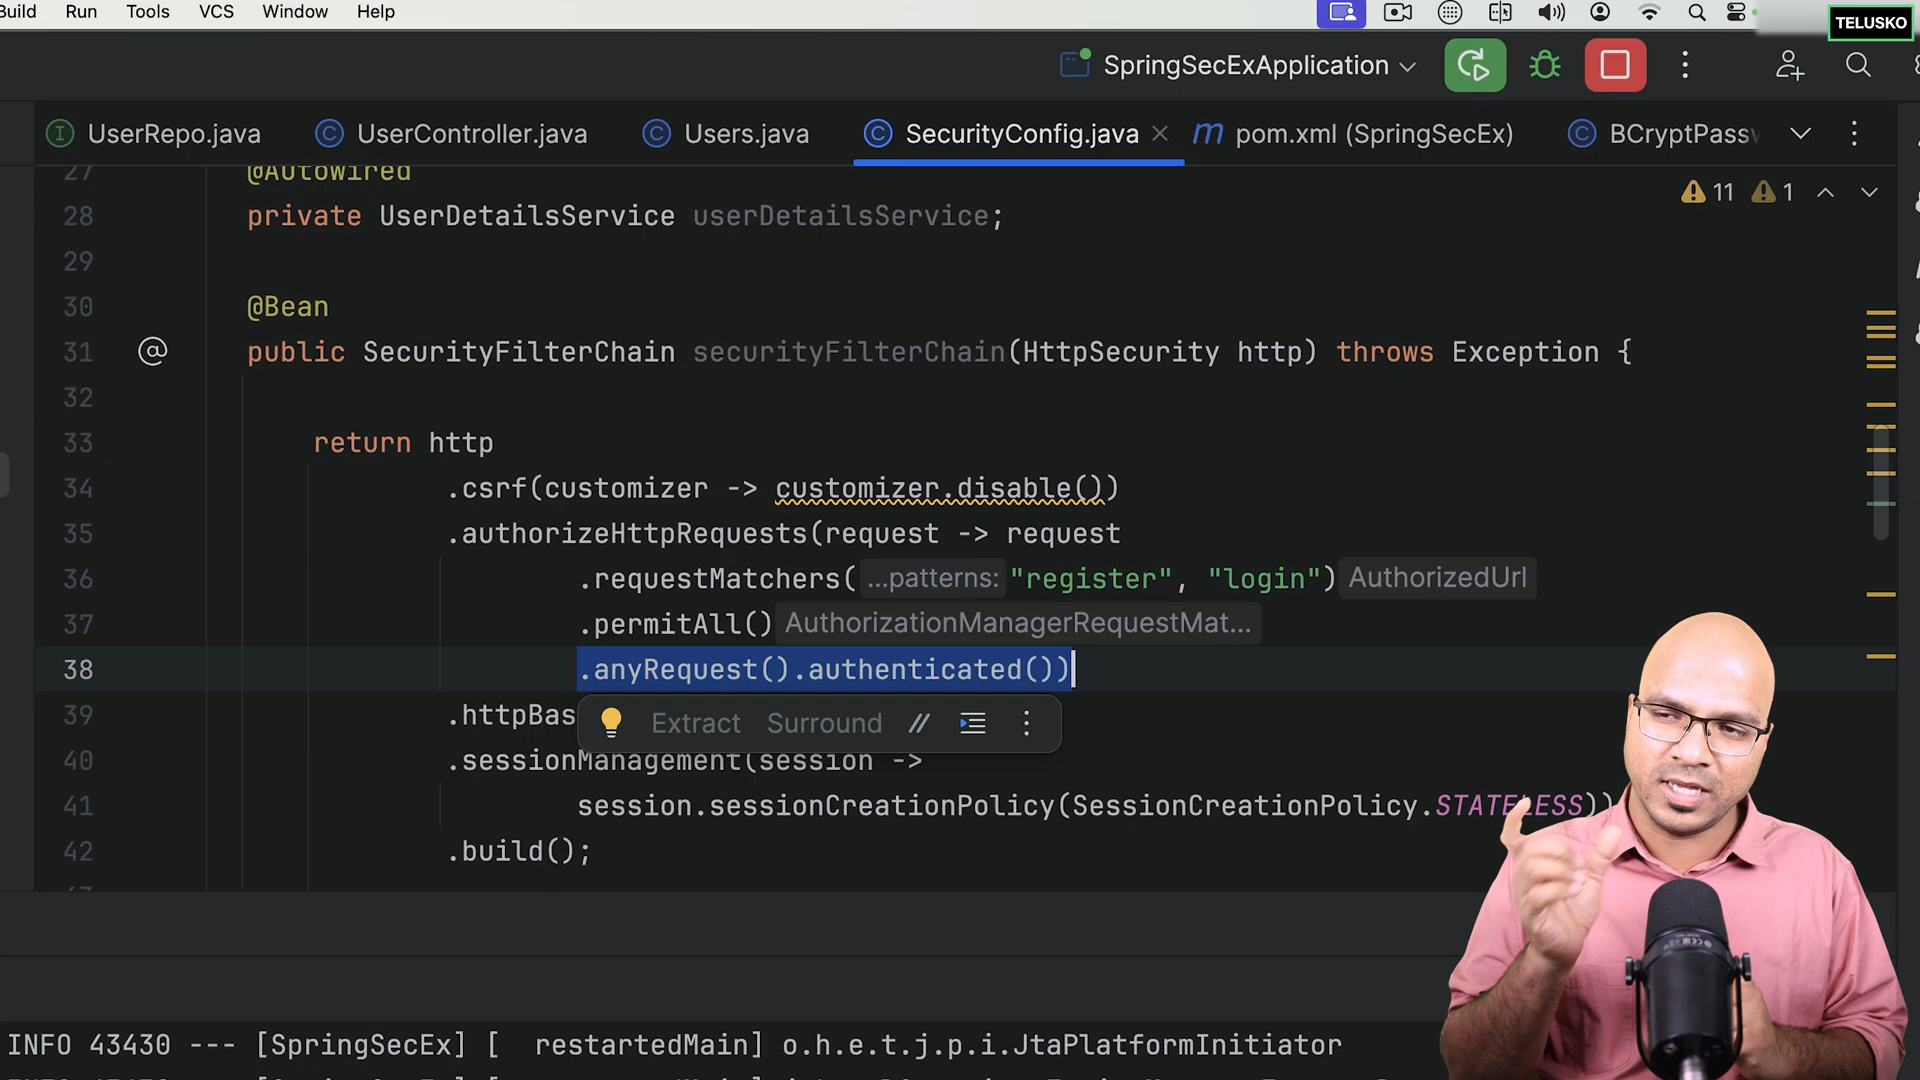 Build Run Tools VCS Window Help
TELUSKO
SpringSecExApplication
UserRepo.java UserController.java Users.java SecurityConfig.java pom.xml (SpringSecEx) BCryptPassw
11 1
27 @Autowired
28 private UserDetailsService userDetailsService;
29
30 @Bean
31 public SecurityFilterChain securityFilterChain(HttpSecurity http) throws Exception {
32
33 return http
34 .csrf(customizer -> customizer.disable())
35 .authorizeHttpRequests(request -> request
36 .requestMatchers( ...patterns: "register", "login") AuthorizedUrl
37 .permitAll() AuthorizationManagerRequestMat...
38 .anyRequest().authenticated())
39 .httpBas
Extract Surround //
40 .sessionManagement(session ->
41 session.sessionCreationPolicy(SessionCreationPolicy.STATELESS))
42 .build();
INFO 43430 --- [SpringSecEx] [ restartedMain] o.h.e.t.j.p.i.JtaPlatformInitiator